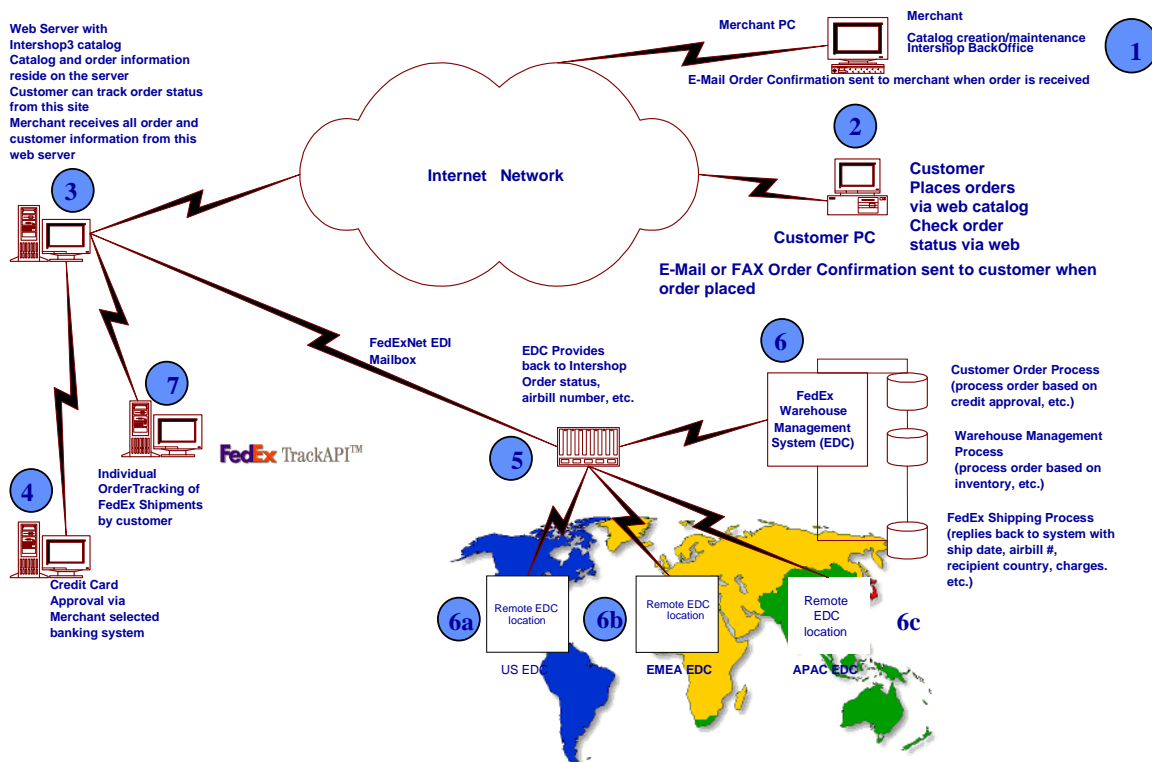 Web Server with
Intershop3 catalog
Catalog and order information
reside on the server
Customer can track order status
from this site
Merchant receives all order and
customer information from this
web server
3
Merchant PC
Merchant
Catalog creation/maintenance
Intershop BackOffice
1
E-Mail Order Confirmation sent to merchant when order is received
2
Internet Network
Customer
Places orders
via web catalog
Check order
status via web
Customer PC
E-Mail or FAX Order Confirmation sent to customer when
order placed
FedExNet EDI
Mailbox
EDC Provides
back to Intershop
Order status,
airbill number, etc.
6
FedEx
Warehouse
Management
System (EDC)
Customer Order Process
(process order based on
credit approval, etc.)
Warehouse Management
Process
(process order based on
inventory, etc.)
FedEx Shipping Process
(replies back to system with
ship date, airbill #,
recipient country, charges.
etc.)
7
FedEx TrackAPI™
Individual
OrderTracking of
FedEx Shipments
by customer
5
4
Credit Card
Approval via
Merchant selected
banking system
6a
Remote EDC
location
US EDC
6b
Remote EDC
location
EMEA EDC
Remote
EDC
location
6c
APAC EDC